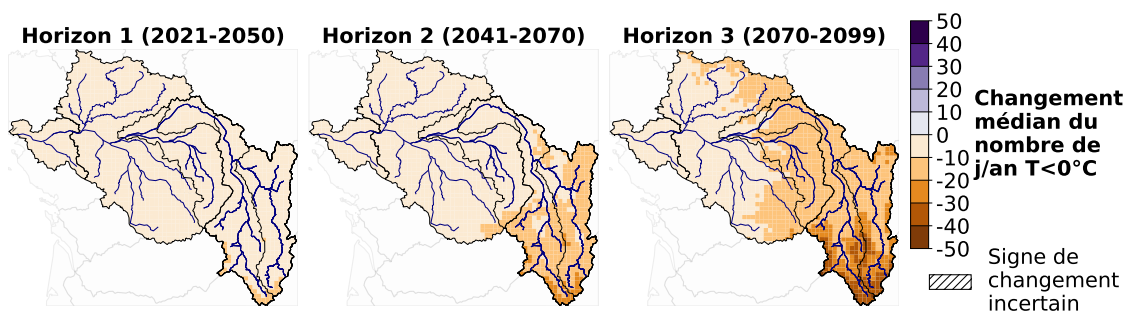 Horizon 1 (2021-2050)
Horizon 2 (2041-2070)
Horizon 3 (2070-2099)
50
40
30
20
10
0
-10
-20
-30
-40
-50
Changement
médian du
nombre de
j/an T<0°C
Signe de
changement
incertain